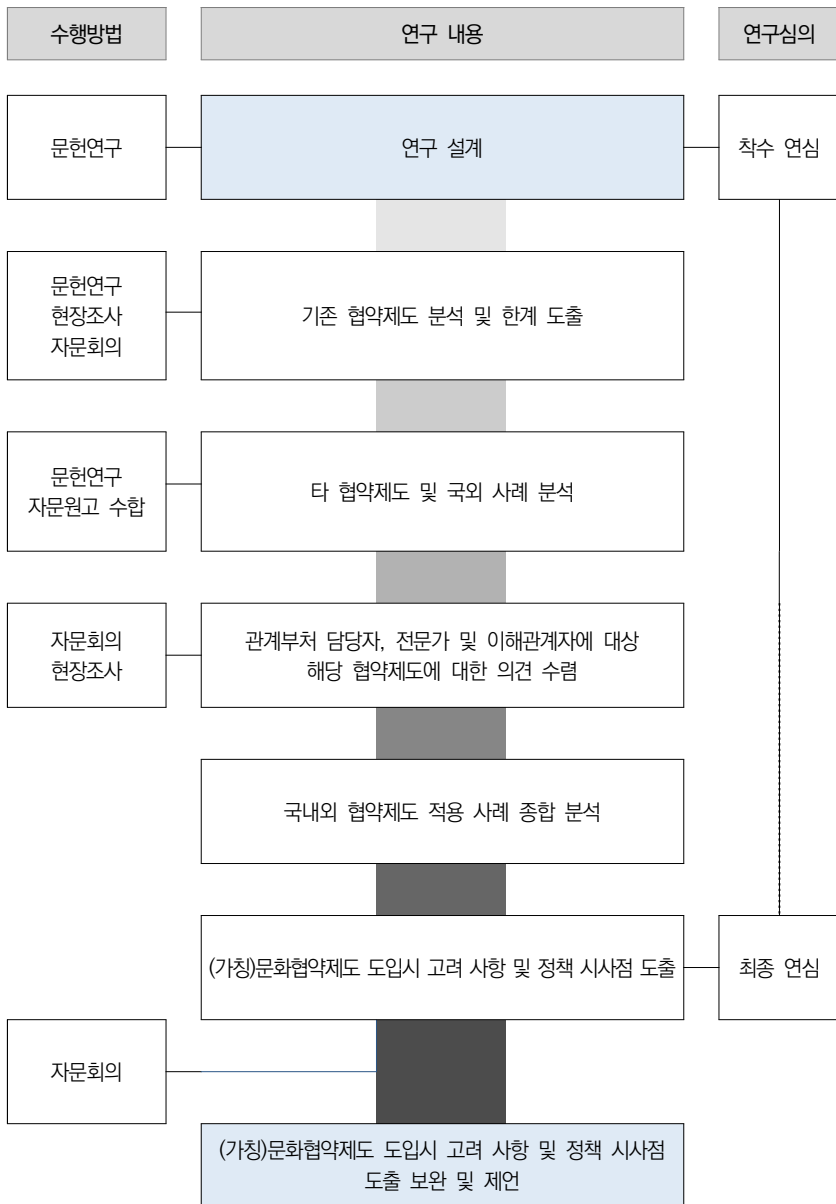 수행방법
연구 내용
연구심의
문헌연구
연구 설계
착수 연심
문헌연구
현장조사
자문회의
기존 협약제도 분석 및 한계 도출
문헌연구
자문원고 수합
타 협약제도 및 국외 사례 분석
자문회의
현장조사
관계부처 담당자, 전문가 및 이해관계자에 대상
해당 협약제도에 대한 의견 수렴
국내외 협약제도 적용 사례 종합 분석
(가칭)문화협약제도 도입시 고려 사항 및 정책 시사점 도출
최종 연심
자문회의
(가칭)문화협약제도 도입시 고려 사항 및 정책 시사점
도출 보완 및 제언